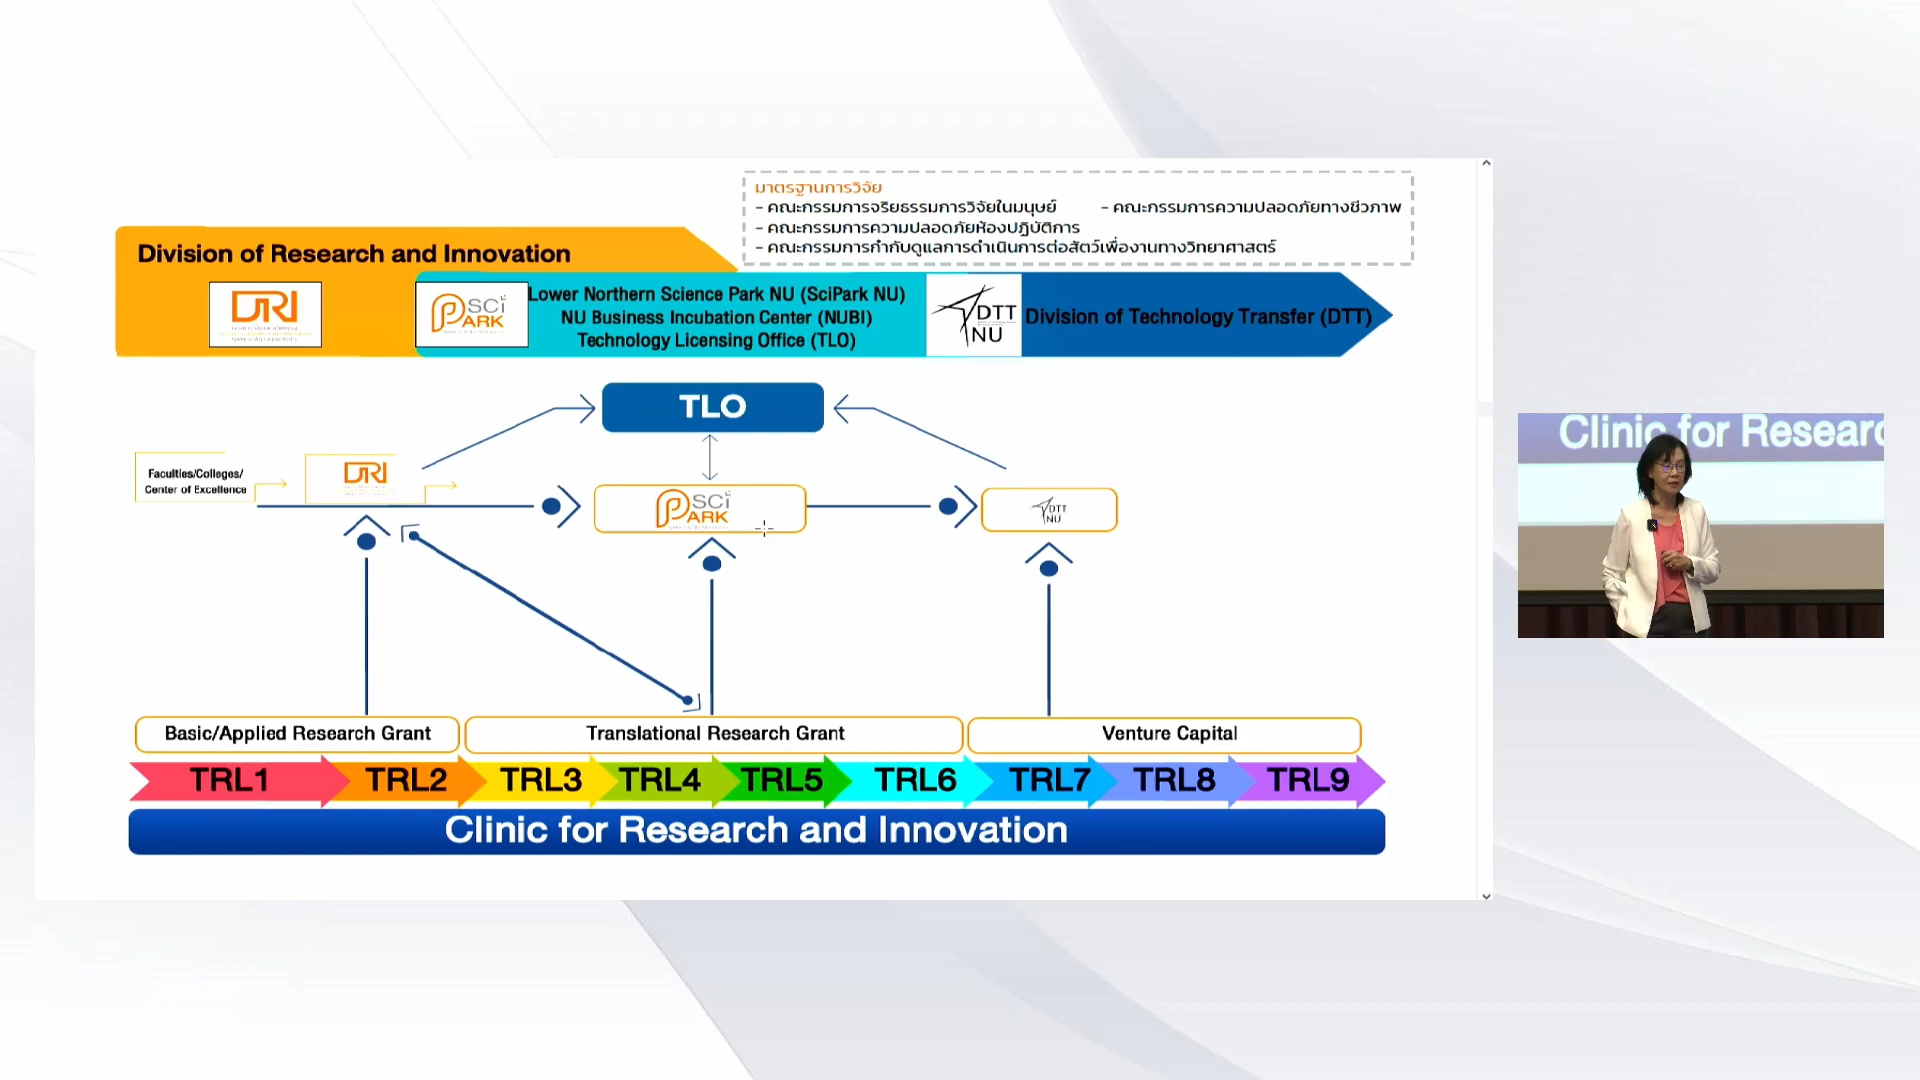 มาตรฐานการวิจัย
- คณะกรรมการจริยธรรมการวิจัยในมนุษย์ - คณะกรรมการความปลอดภัยทางชีวภาพ
- คณะกรรมการความปลอดภัยห้องปฏิบัติการ
- คณะกรรมการกำกับดูแลการดำเนินการต่อสัตว์เพื่องานทางวิทยาศาสตร์
Division of Research and Innovation
DRI
SCi
PARK
Lower Northern Science Park NU (SciPark NU)
NU Business Incubation Center (NUBI)
Technology Licensing Office (TLO)
DTT
NU
Division of Technology Transfer (DTT)
TLO
Faculties/Colleges/
Center of Excellence
DRI
SCi
PARK
DTT
NU
Basic/Applied Research Grant
Translational Research Grant
Venture Capital
TRL1 TRL2 TRL3 TRL4 TRL5 TRL6 TRL7 TRL8 TRL9
Clinic for Research and Innovation
Clinic for Researc